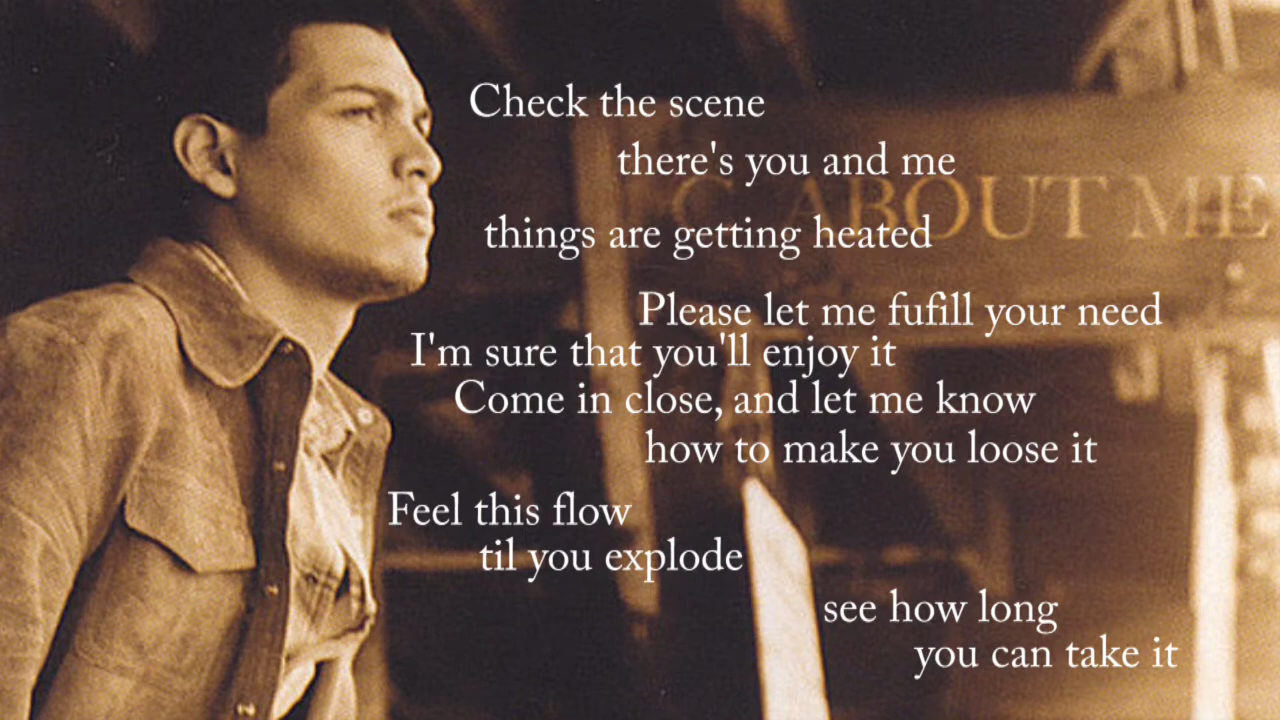 Check the scene
there's you and me
C ABOUT ME
things are getting heated
Please let me fufill your need
I'm sure that you'll enjoy it
Come in close, and let me know
how to make you loose it
Feel this flow
til you explode
see how long
you can take it